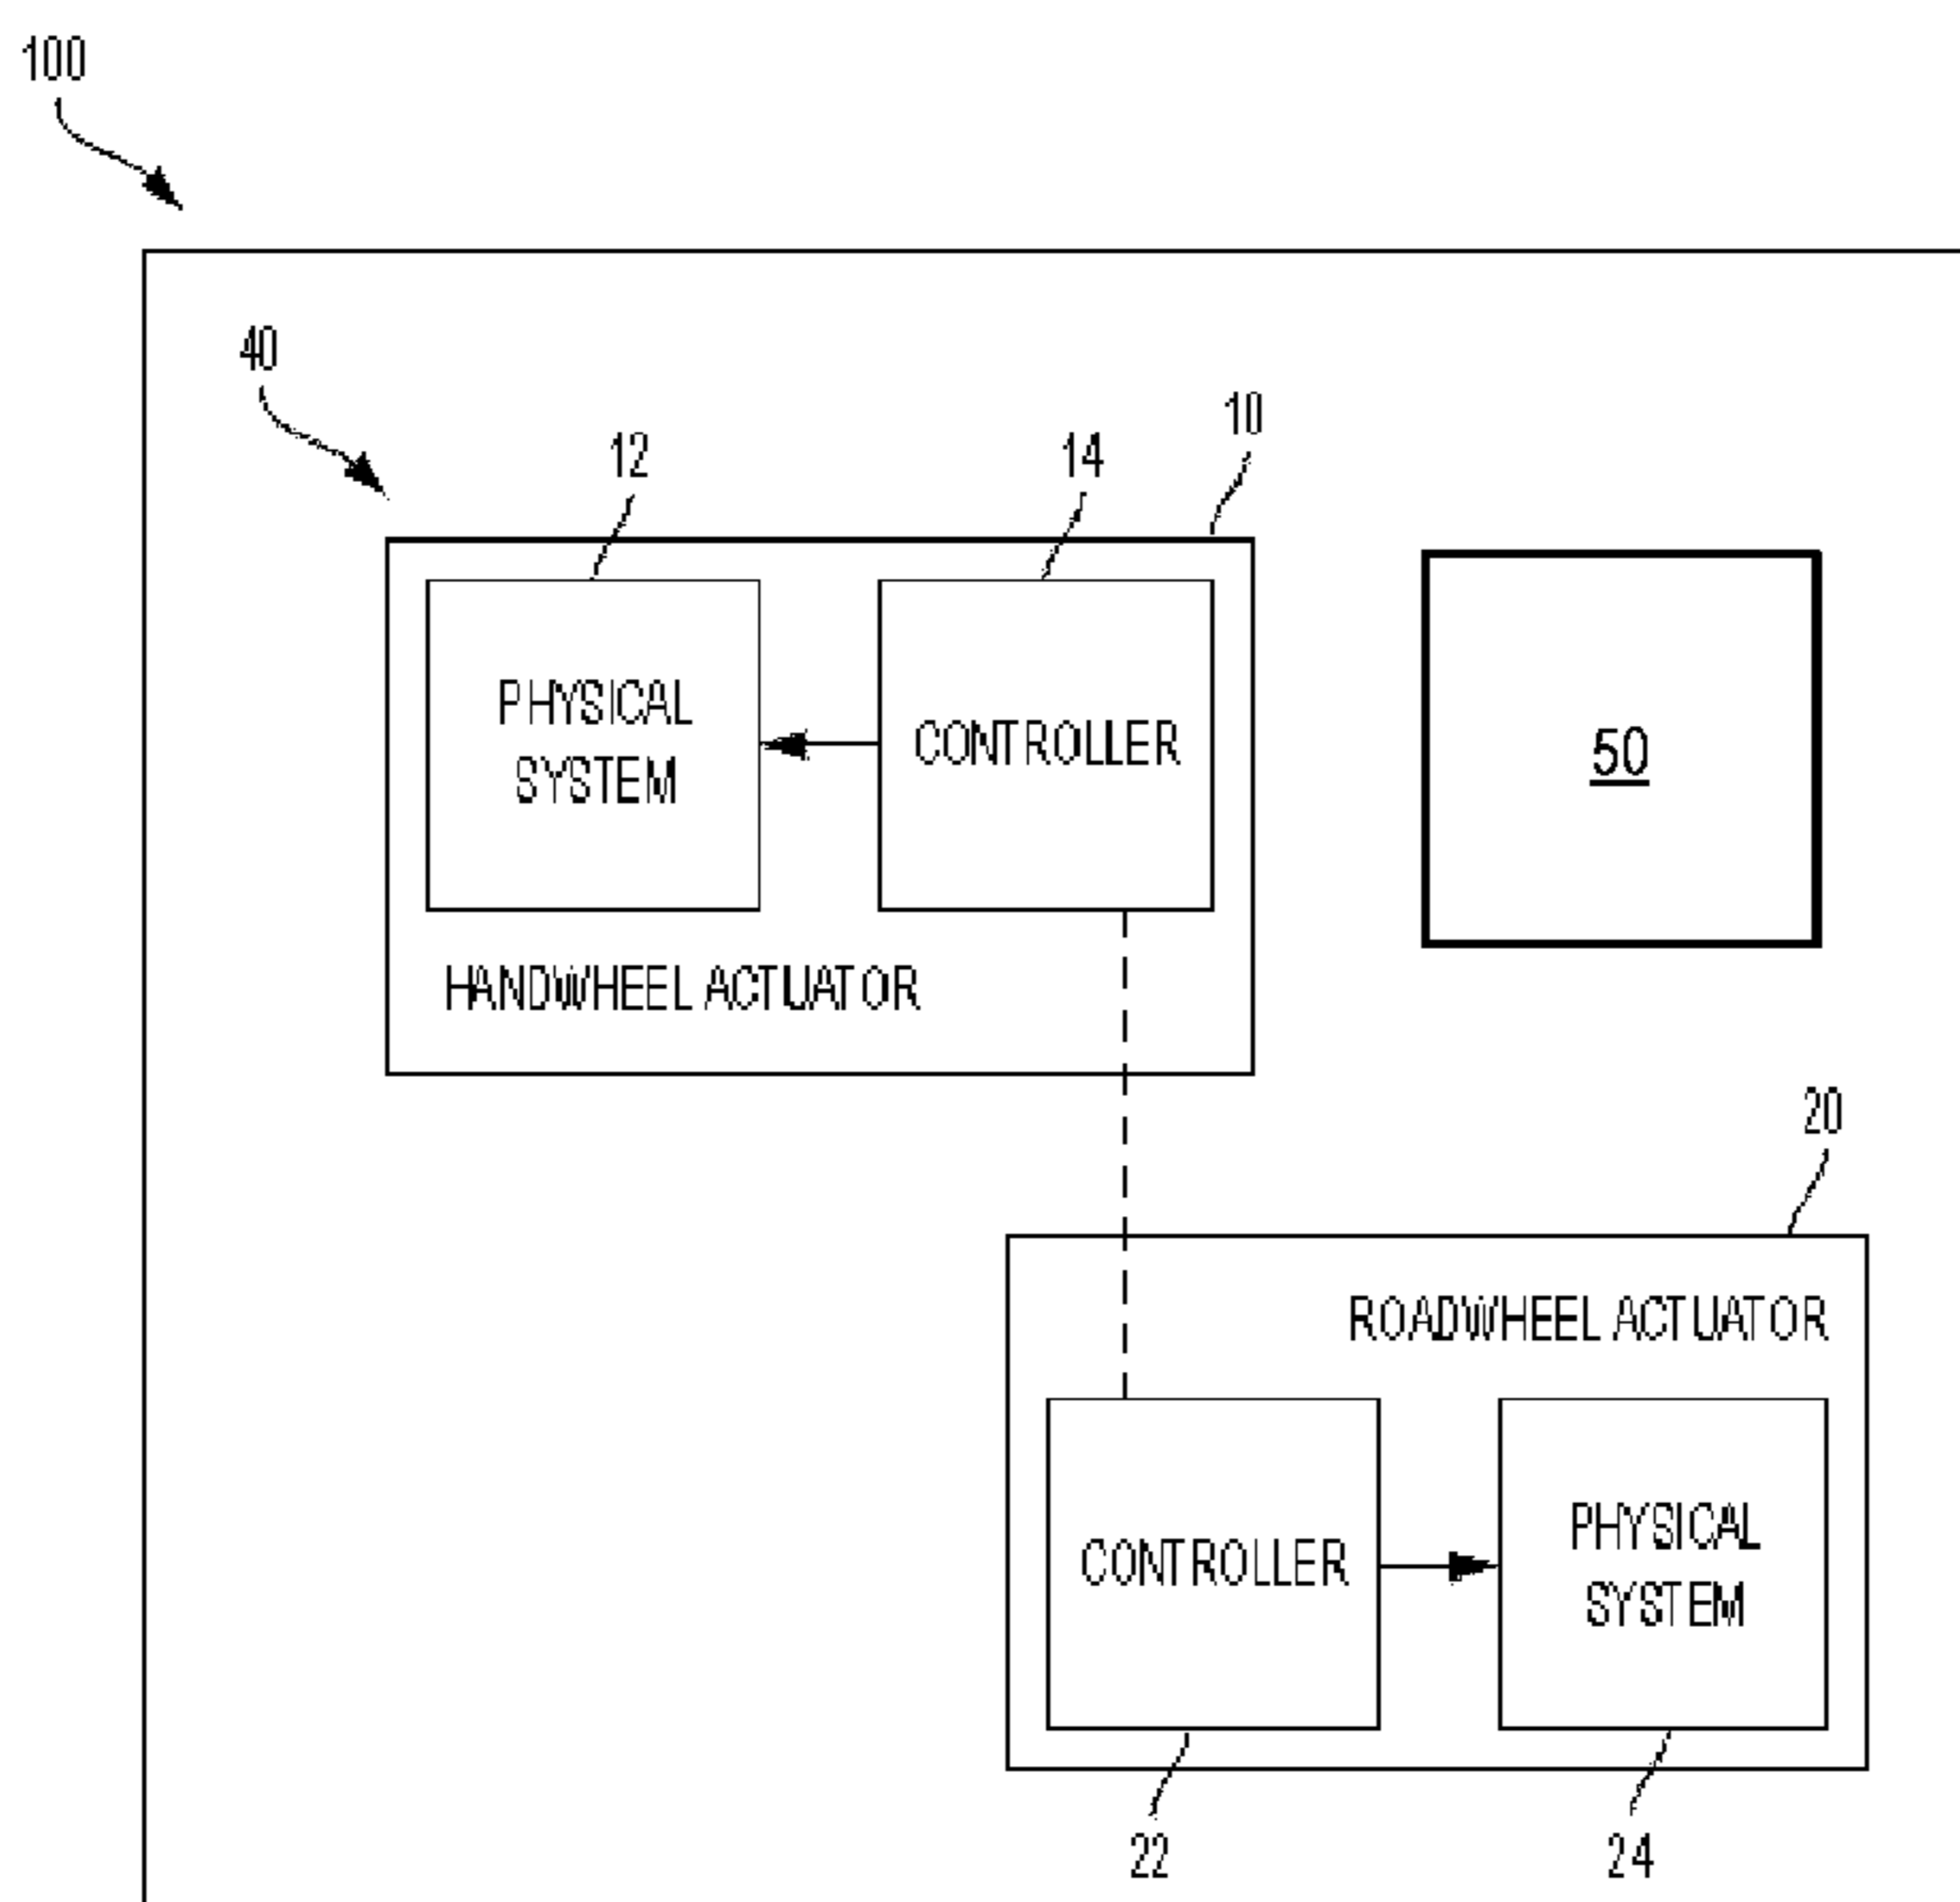 100
40
10
12
14
PHYSICAL
SYSTEM
CONTROLLER
50
HANDWHEEL ACTUATOR
20
ROADWHEEL ACTUATOR
CONTROLLER
PHYSICAL
SYSTEM
22
24